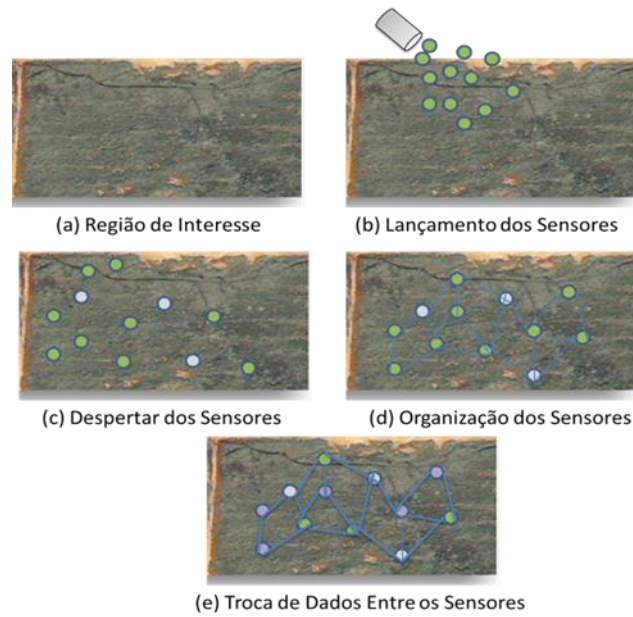 (a) Região de Interesse
(b) Lançamento dos Sensores
(c) Despertar dos Sensores
(d) Organização dos Sensores
(e) Troca de Dados Entre os Sensores